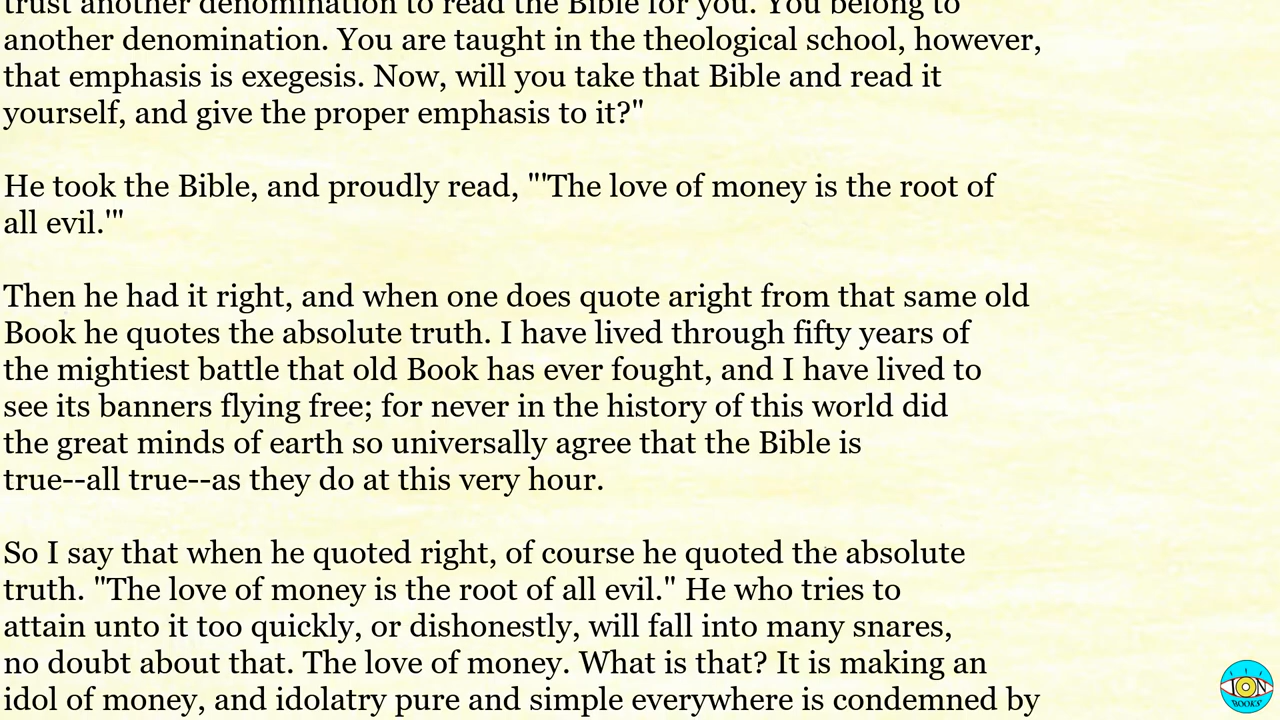 trust another denomination to read the Bible for you. You belong to
another denomination. You are taught in the theological school, however,
that emphasis is exegesis. Now, will you take that Bible and read it
yourself, and give the proper emphasis to it?"
He took the Bible, and proudly read, "'The love of money is the root of
all evil.'"
Then he had it right, and when one does quote aright from that same old
Book he quotes the absolute truth. I have lived through fifty years of
the mightiest battle that old Book has ever fought, and I have lived to
see its banners flying free; for never in the history of this world did
the great minds of earth so universally agree that the Bible is
true--all true--as they do at this very hour.
So I say that when he quoted right, of course he quoted the absolute
truth. "The love of money is the root of all evil." He who tries to
attain unto it too quickly, or dishonestly, will fall into many snares,
no doubt about that. The love of money. What is that? It is making an
idol of money, and idolatry pure and simple everywhere is condemned by
ION
BOOKS